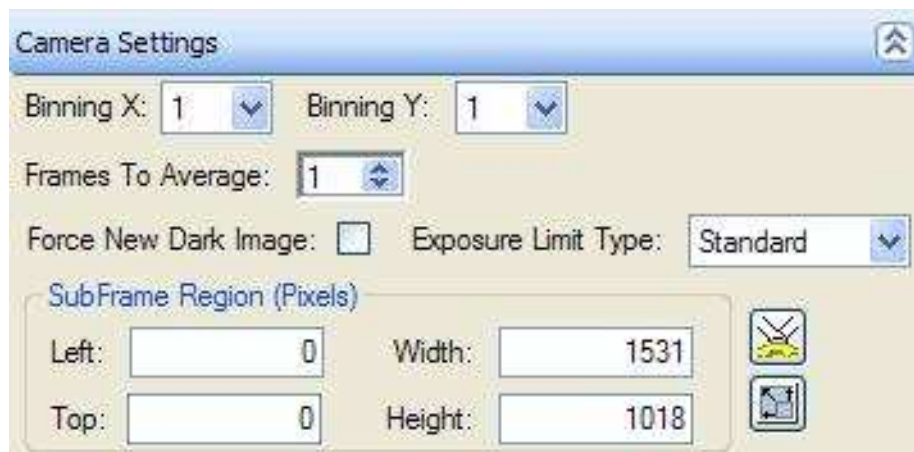 Camera Settings
Binning X: 1 Binning Y: 1
Frames To Average: 1
Force New Dark Image: Exposure Limit Type: Standard
SubFrame Region (Pixels)
Left: 0 Width: 1531
Top: 0 Height: 1018